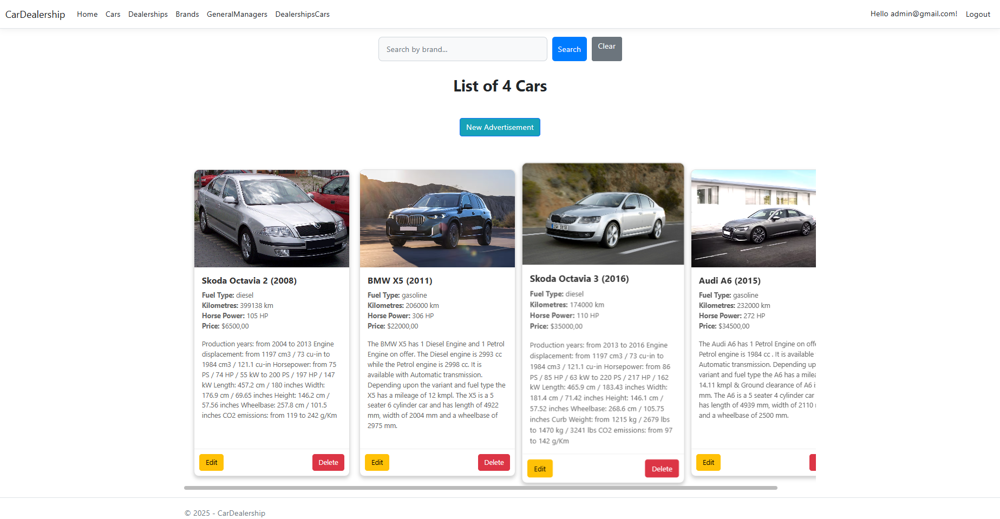 CarDealership Home Cars Dealerships Brands GeneralManagers DealershipsCars Hello admin@gmail.com! Logout
Search by brand... Search Clear
List of 4 Cars
New Advertisement
Skoda Octavia 2 (2008)
Fuel Type: diesel
Kilometres: 399138 km
Horse Power: 105 HP
Price: $6500,00
Production years: from 2004 to 2013 Engine
displacement: from 1197 cm3 / 73 cu-in to
1984 cm3 / 121.1 cu-in Horsepower: from 75
PS / 74 HP / 55 kW to 200 PS / 197 HP / 147
kW Length: 457.2 cm / 180 inches Width:
176.9 cm / 69.65 inches Height: 146.2 cm /
57.56 inches Wheelbase: 257.8 cm / 101.5
inches CO2 emissions: from 119 to 242 g/Km
Edit Delete
BMW X5 (2011)
Fuel Type: gasoline
Kilometres: 206000 km
Horse Power: 306 HP
Price: $22000,00
The BMW X5 has 1 Diesel Engine and 1 Petrol
Engine on offer. The Diesel engine is 2993 cc
while the Petrol engine is 2998 cc. It is
available with Automatic transmission.
Depending upon the variant and fuel type the
X5 has a mileage of 12 kmpl. The X5 is a 5
seater 6 cylinder car and has length of 4922
mm, width of 2004 mm and a wheelbase of
2975 mm.
Edit Delete
Skoda Octavia 3 (2016)
Fuel Type: diesel
Kilometres: 174000 km
Horse Power: 110 HP
Price: $35000,00
Production years: from 2013 to 2016 Engine
displacement: from 1197 cm3 / 73 cu-in to
1984 cm3 / 121.1 cu-in Horsepower: from 86
PS / 85 HP / 63 kW to 220 PS / 217 HP / 162
kW Length: 465.9 cm / 183.43 inches Width:
181.4 cm / 71.42 inches Height: 146.1 cm /
57.52 inches Wheelbase: 268.6 cm / 105.75
inches Curb Weight: from 1215 kg / 2679 lbs
to 1470 kg / 3241 lbs CO2 emissions: from 97
to 142 g/Km
Edit Delete
Audi A6 (2015)
Fuel Type: gasoline
Kilometres: 232000 km
Horse Power: 272 HP
Price: $34500,00
The Audi A6 has 1 Petrol Engine on
Petrol engine is 1984 cc . It is available
Automatic transmission. Depending up
variant and fuel type the A6 has a
14.11 kmpl & Ground clearance of A6
mm. The A6 is a 5 seater 4 cylinder car
has length of 4939 mm, width of 2110
and a wheelbase of 2500 mm.
Edit
© 2025 - CarDealership